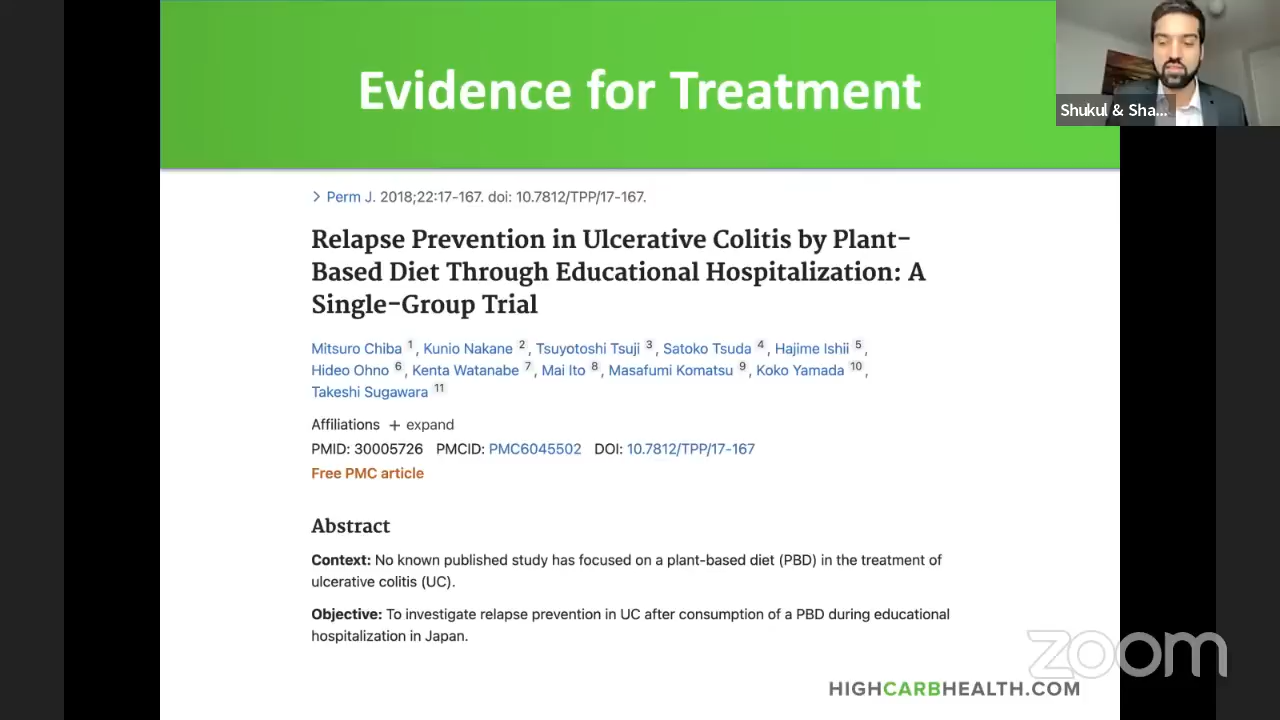 Evidence for Treatment
Shukul & Sha...
> Perm J. 2018;22:17-167. doi: 10.7812/TPP/17-167.
Relapse Prevention in Ulcerative Colitis by Plant-
Based Diet Through Educational Hospitalization: A
Single-Group Trial
Mitsuro Chiba 1, Kunio Nakane 2, Tsuyotoshi Tsuji 3, Satoko Tsuda 4, Hajime Ishii 5,
Hideo Ohno 6, Kenta Watanabe 7, Mai Ito 8, Masafumi Komatsu 9, Koko Yamada 10,
Takeshi Sugawara 11
Affiliations + expand
PMID: 30005726 PMCID: PMC6045502 DOI: 10.7812/TPP/17-167
Free PMC article
Abstract
Context: No known published study has focused on a plant-based diet (PBD) in the treatment of
ulcerative colitis (UC).
Objective: To investigate relapse prevention in UC after consumption of a PBD during educational
hospitalization in Japan.
zoom
HIGHCARBHEALTH.COM